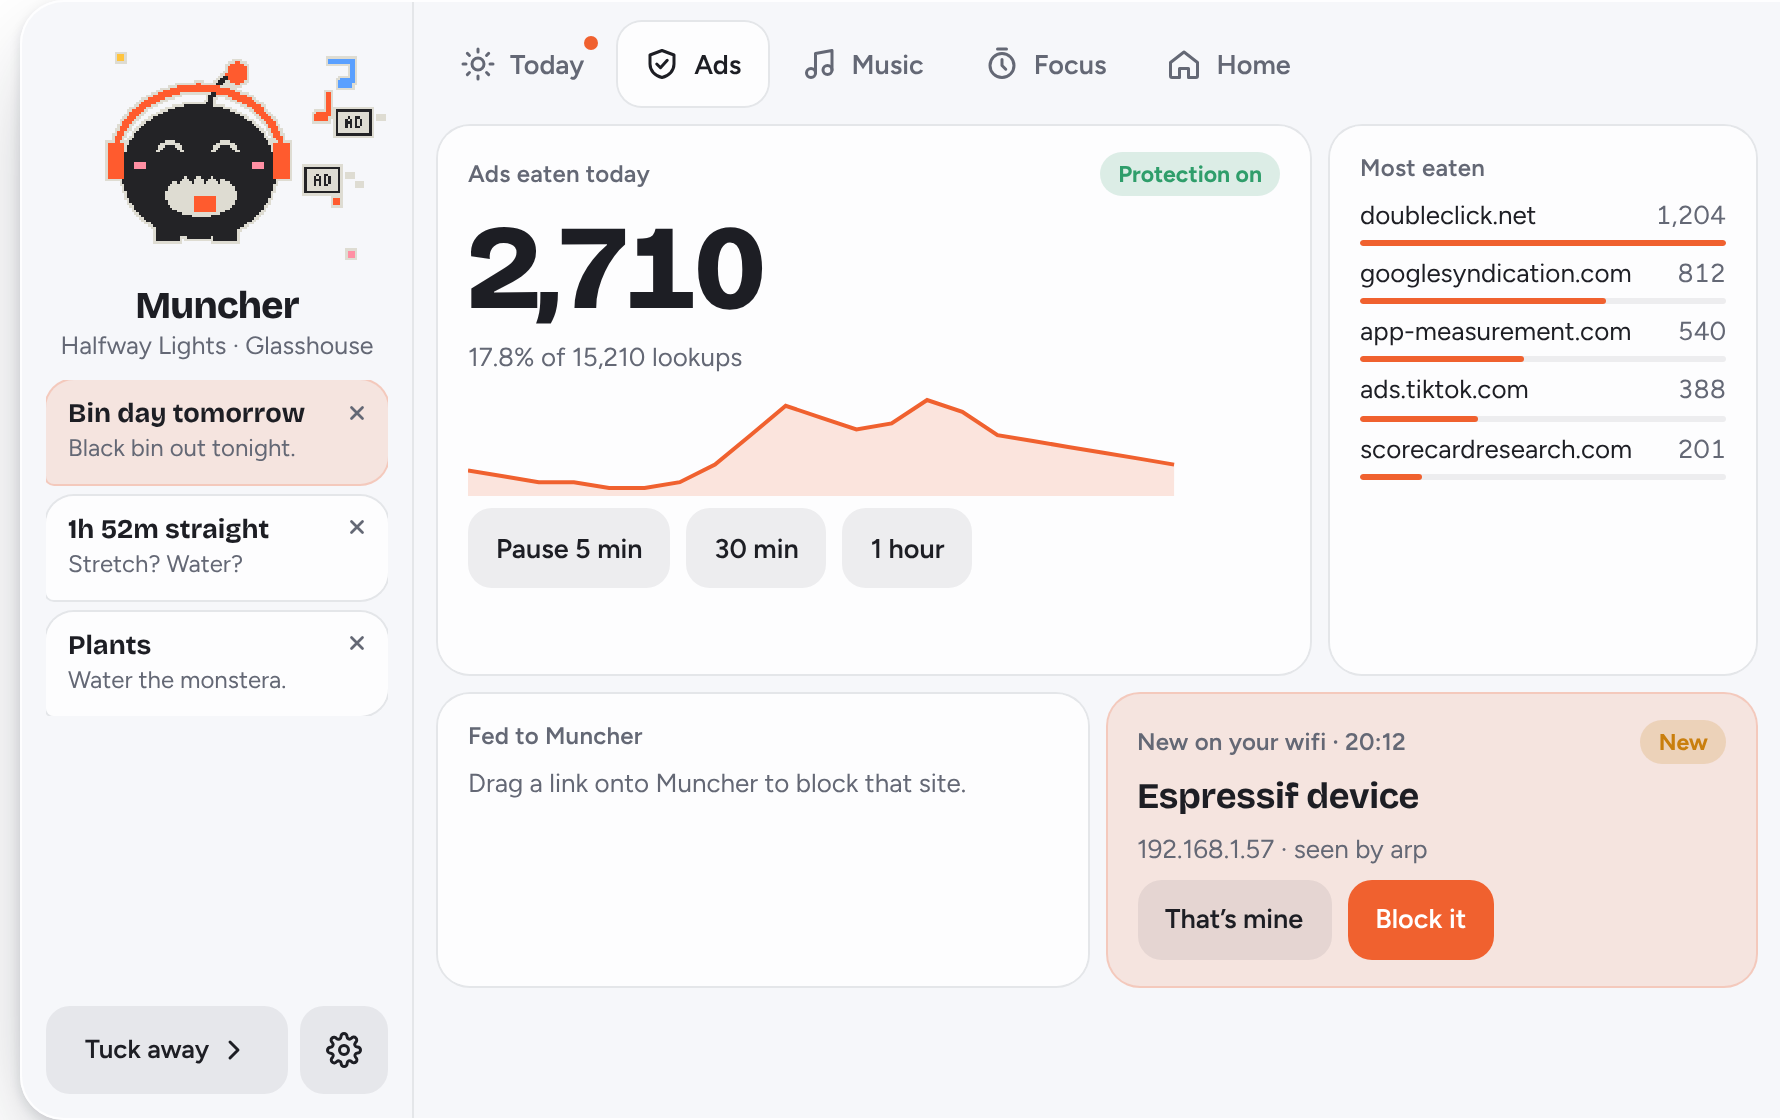 AD
AD
Muncher
Halfway Lights · Glasshouse
Bin day tomorrow
Black bin out tonight.
1h 52m straight
Stretch? Water?
Plants
Water the monstera.
Tuck away
Today
Ads
Music
Focus
Home
Ads eaten today
Protection on
2,710
17.8% of 15,210 lookups
Pause 5 min
30 min
1 hour
Most eaten
doubleclick.net 1,204
googlesyndication.com 812
app-measurement.com 540
ads.tiktok.com 388
scorecardresearch.com 201
Fed to Muncher
Drag a link onto Muncher to block that site.
New on your wifi · 20:12
New
Espressif device
192.168.1.57 · seen by arp
That’s mine
Block it